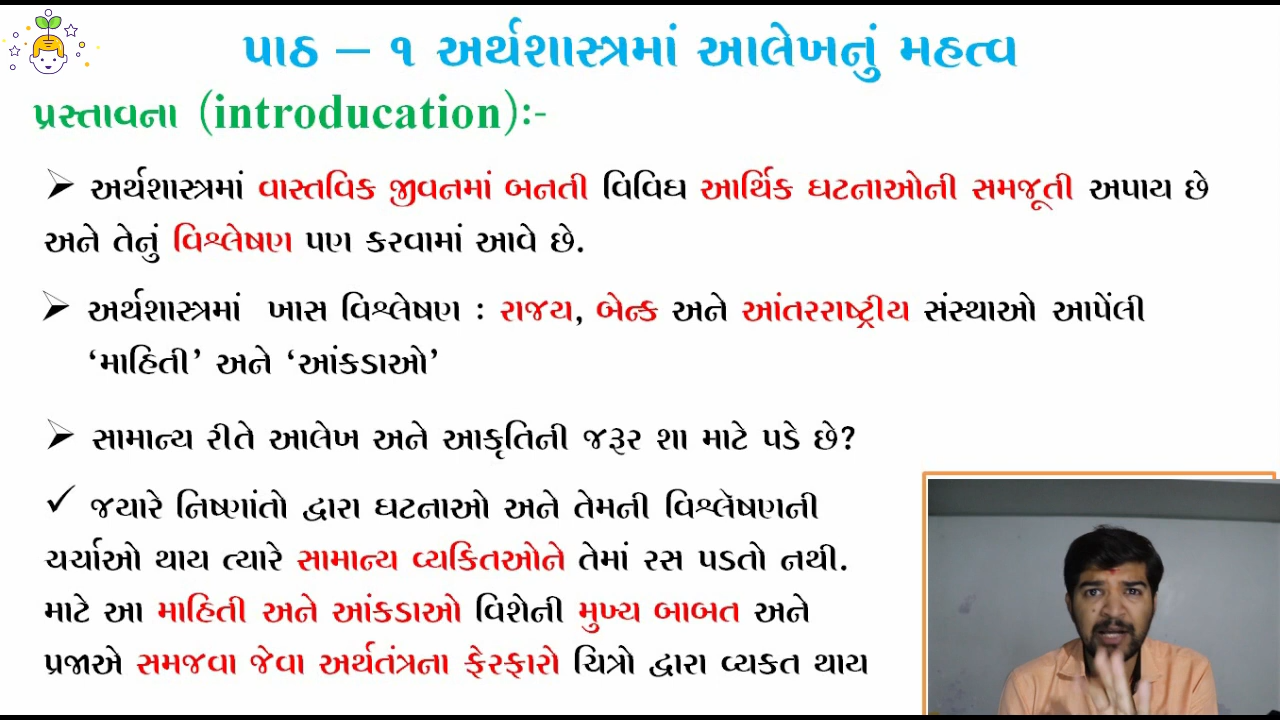 પાઠ – ૧ અર્થશાસ્ત્રમાં આલેખનું મહત્વ
પ્રસ્તાવના (introducation):-
➢ અર્થશાસ્ત્રમાં વાસ્તવિક જીવનમાં બનતી વિવિઘ આર્થિક ઘટનાઓની સમજૂતી અપાય છે
અને તેનું વિશ્લેષણ પણ કરવામાં આવે છે.
➢ અર્થશાસ્ત્રમાં ખાસ વિશ્લેષણ : રાજય, બેન્ક અને આંતરરાષ્ટ્રીય સંસ્થાઓ આપેંલી
‘માહિતી’ અને ‘આંકડાઓ’
➢ સામાન્ય રીતે આલેખ અને આકૃતિની જરૂર શા માટે પડે છે?
✓ જયારે નિષ્ણાંતો દ્વારા ઘટનાઓ અને તેમની વિશ્લૅષણની
ચર્ચાઓ થાય ત્યારે સામાન્ય વ્યકિતઓને તેમાં રસ પડતો નથી.
માટે આ માહિતી અને આંકડાઓ વિશેની મુખ્ય બાબત અને
પ્રજાએ સમજવા જેવા અર્થતંત્રના ફેરફારો ચિત્રો દ્વારા વ્યકત થાય